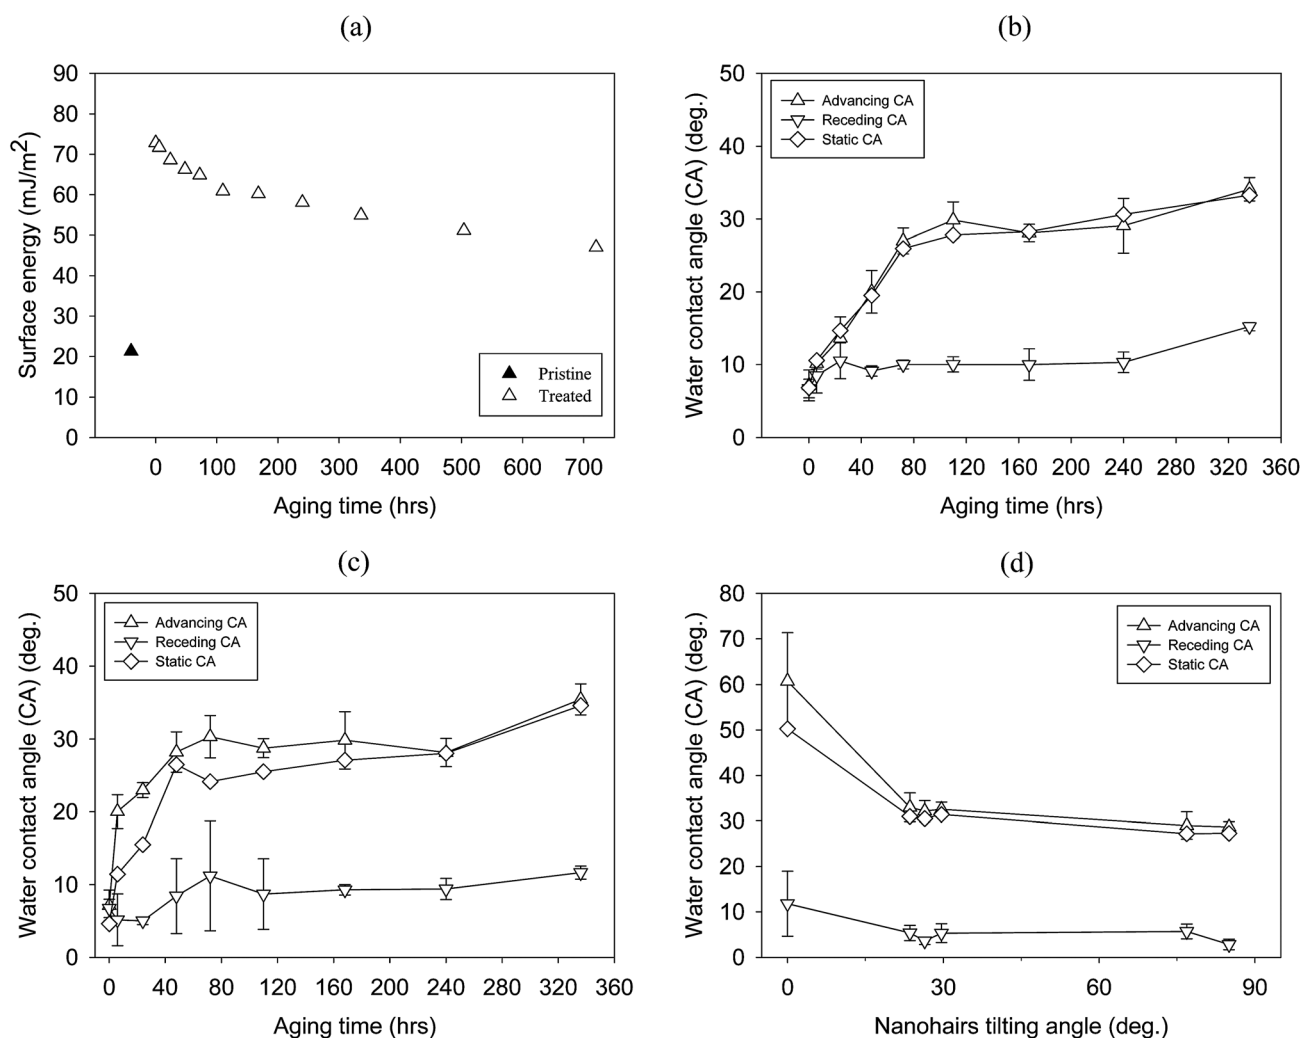 (a)
90
80
70
60
50
40
30
20
10
0
Surface energy (mJ/m²)
Pristine
Treated
0 100 200 300 400 500 600 700
Aging time (hrs)
(b)
50
40
30
20
10
0
Water contact angle (CA) (deg.)
Advancing CA
Receding CA
Static CA
0 40 80 120 160 200 240 280 320 360
Aging time (hrs)
(c)
50
40
30
20
10
0
Water contact angle (CA) (deg.)
Advancing CA
Receding CA
Static CA
0 40 80 120 160 200 240 280 320 360
Aging time (hrs)
(d)
80
70
60
50
40
30
20
10
0
Water contact angle (CA) (deg.)
Advancing CA
Receding CA
Static CA
0 30 60 90
Nanohairs tilting angle (deg.)